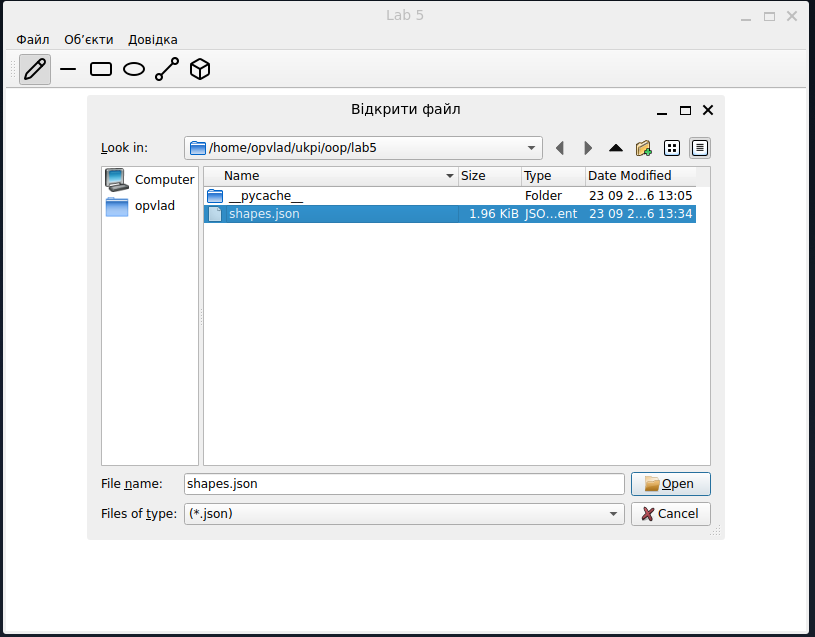 Lab 5
Файл Об'єкти Довідка
Відкрити файл
Look in: /home/opvlad/ukpi/oop/lab5
Computer
opvlad
Name Size Type Date Modified
__pycache__ Folder 23 09 2...6 13:05
shapes.json 1.96 KiB JSO...ent 23 09 2...6 13:34
File name: shapes.json Open
Files of type: (*.json) Cancel